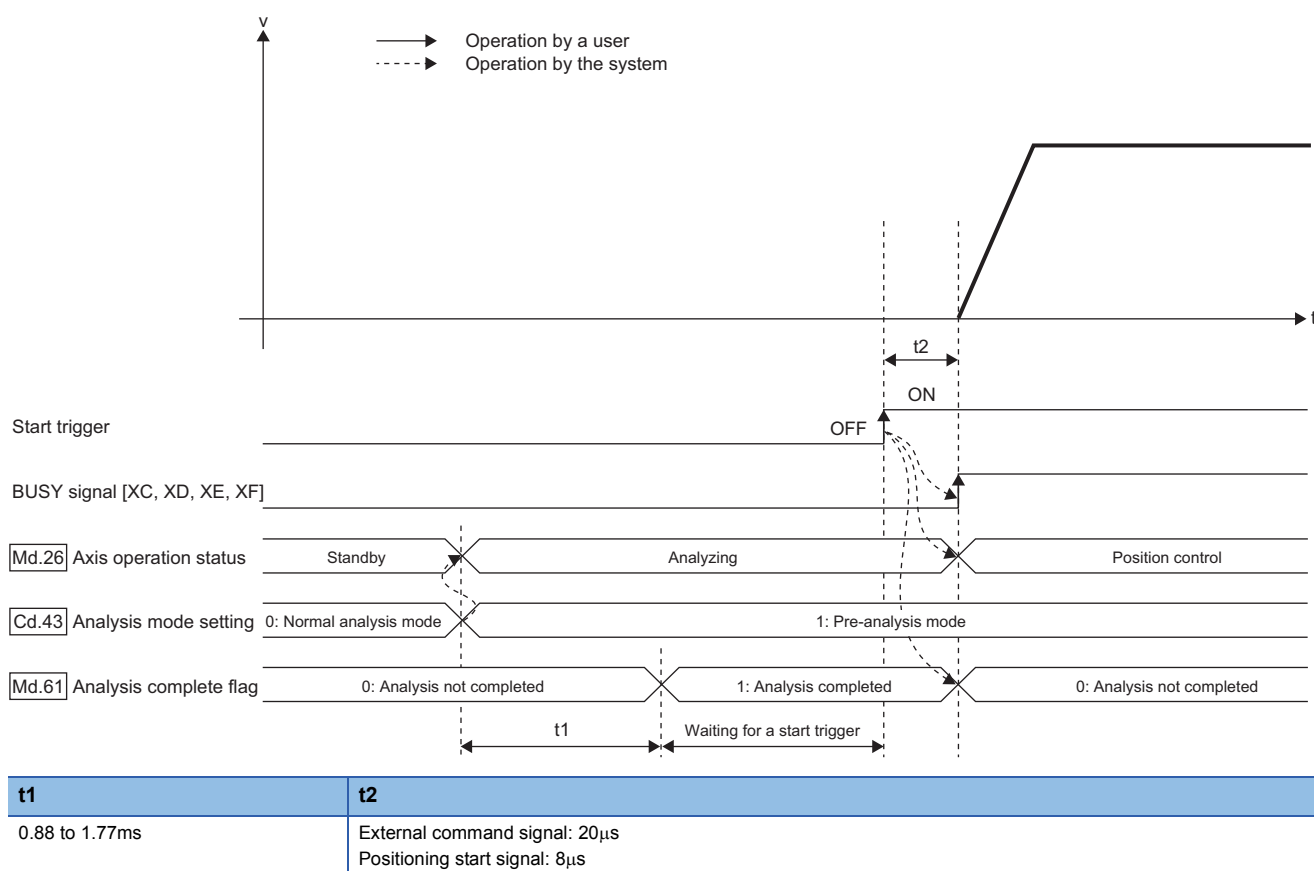 v
Operation by a user
Operation by the system
t
t2
ON
Start trigger
OFF
BUSY signal [XC, XD, XE, XF]
Md.26 Axis operation status Standby Analyzing Position control
Cd.43 Analysis mode setting 0: Normal analysis mode 1: Pre-analysis mode
Md.61 Analysis complete flag 0: Analysis not completed 1: Analysis completed 0: Analysis not completed
t1 Waiting for a start trigger
t1 t2
0.88 to 1.77ms External command signal: 20μs
Positioning start signal: 8μs